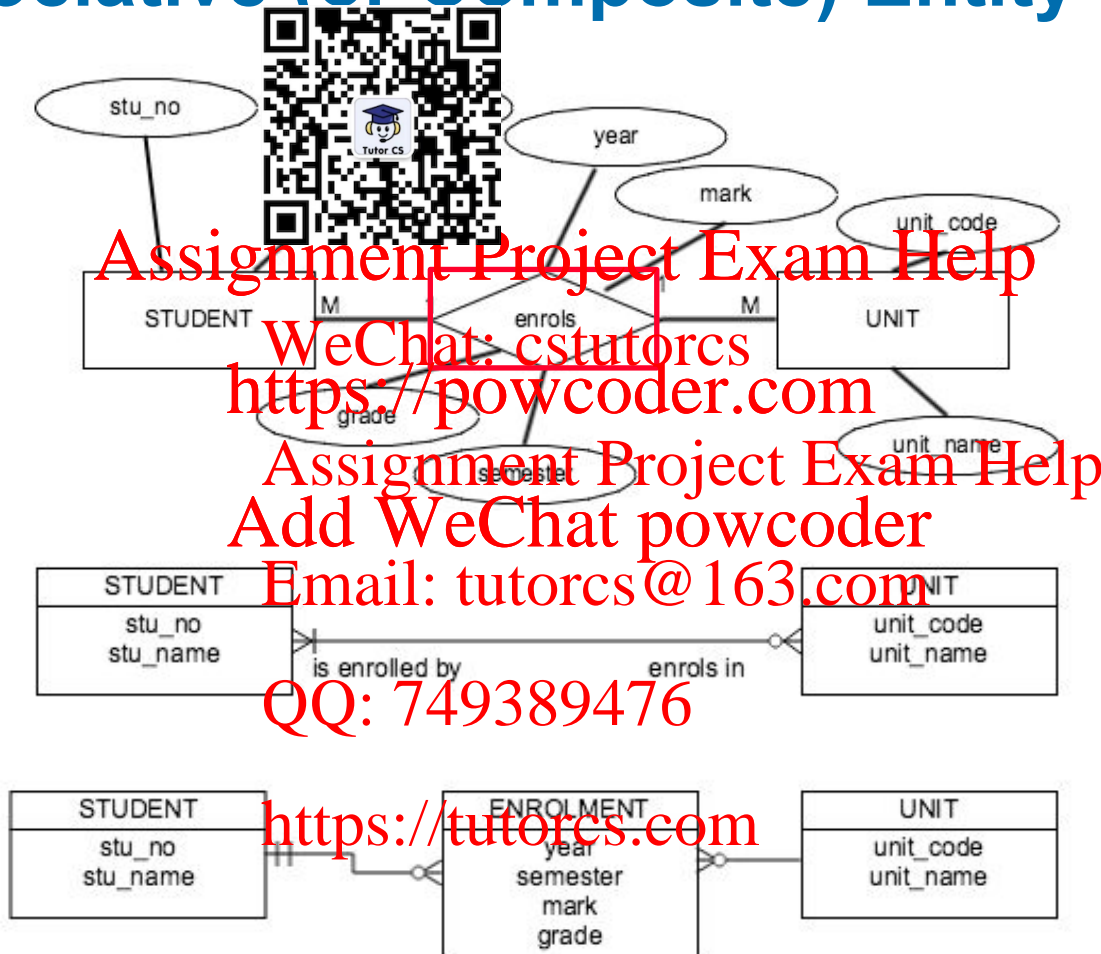 ociative (or Composite) Entity
Tutor CS
stu_no
year
mark
unit_code
Assignment Project Exam Help
STUDENT
M
enrols
M
UNIT
WeChat: cstutorcs
https://powcoder.com
grade
unit_name
Assignment Project Exam Help
semester
Add WeChat powcoder
Email: tutorcs@163.com
STUDENT
UNIT
stu_no
unit_code
stu_name
unit_name
is enrolled by
enrols in
QQ: 749389476
STUDENT
ENROLMENT
UNIT
https://tutorcs.com
stu_no
year
unit_code
stu_name
semester
unit_name
mark
grade